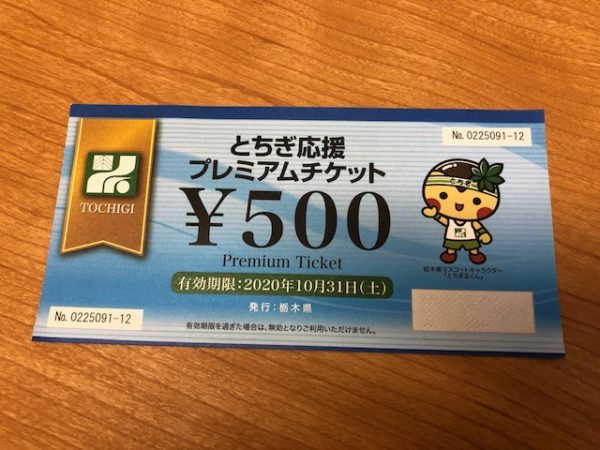 No. 0225091-12
とちぎ応援
プレミアムチケット
TOCHIGI
¥500
Premium Ticket
とちぎ
栃木県マスコットキャラクター
「とちまるくん」
有効期限:2020年10月31日(土)
発行:栃木県
No. 0225091-12
有効期限を過ぎた場合は、無効となりご利用いただけません。